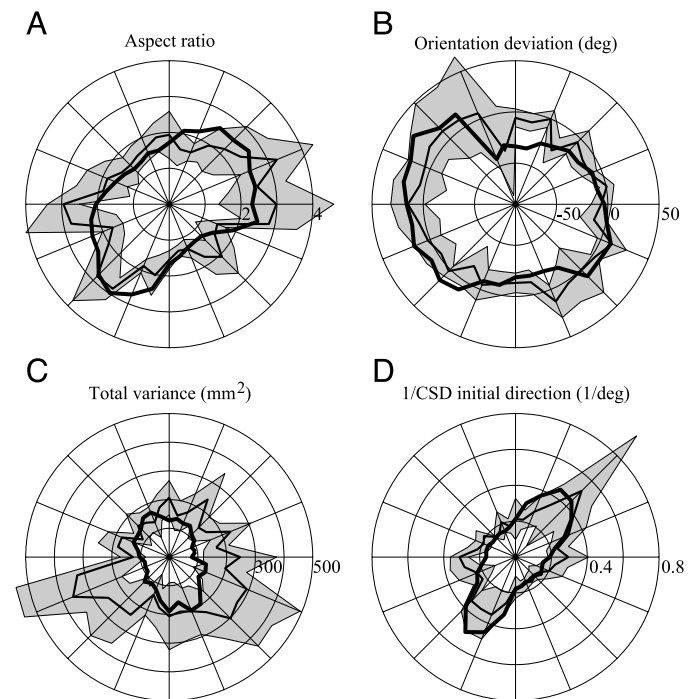 A B
Aspect ratio Orientation deviation (deg)
2 4 -50 0 50
C D
Total variance (mm2) 1/CSD initial direction (1/deg)
300 500 0.4 0.8